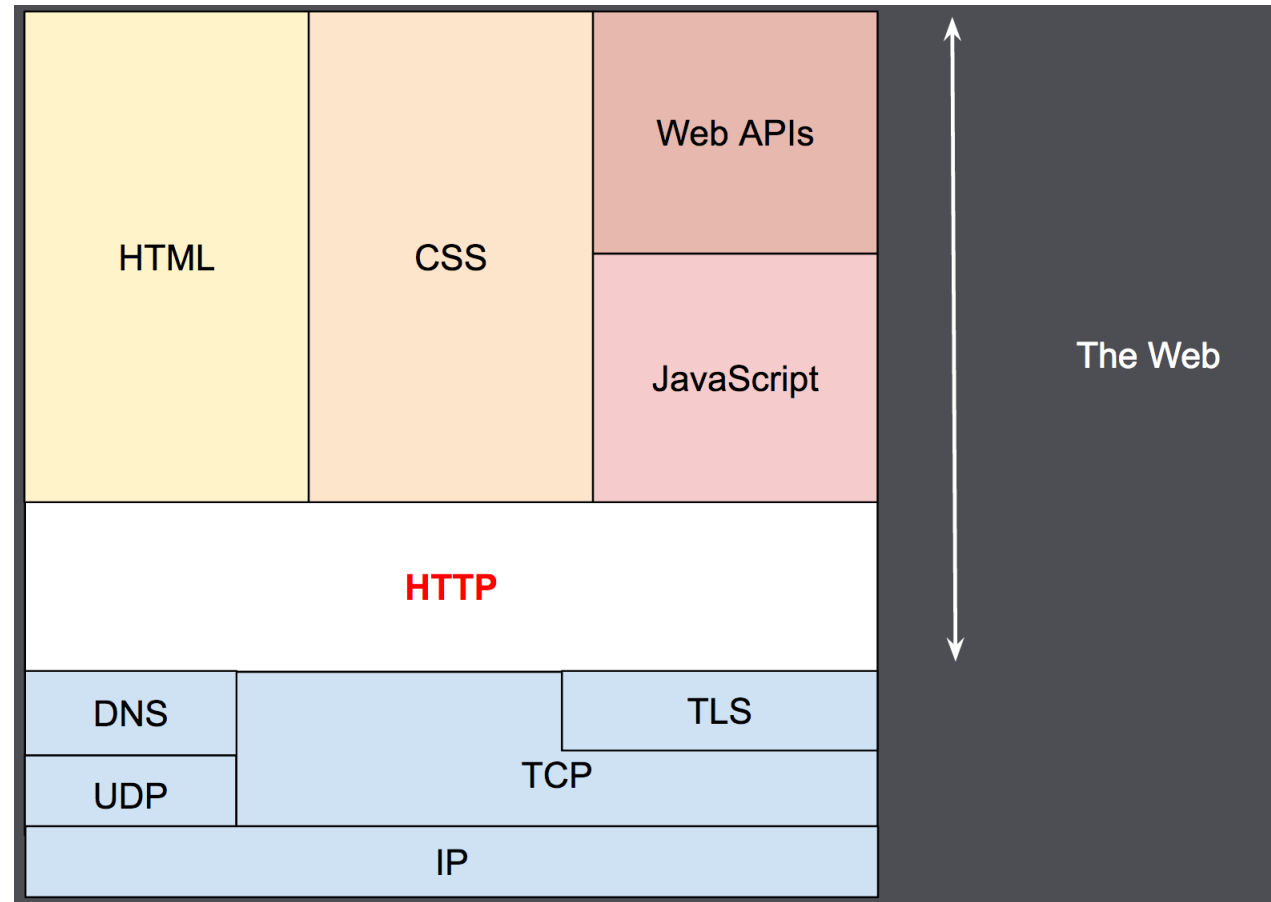 HTML
CSS
Web APIs
JavaScript
The Web
HTTP
DNS
TLS
UDP
TCP
IP